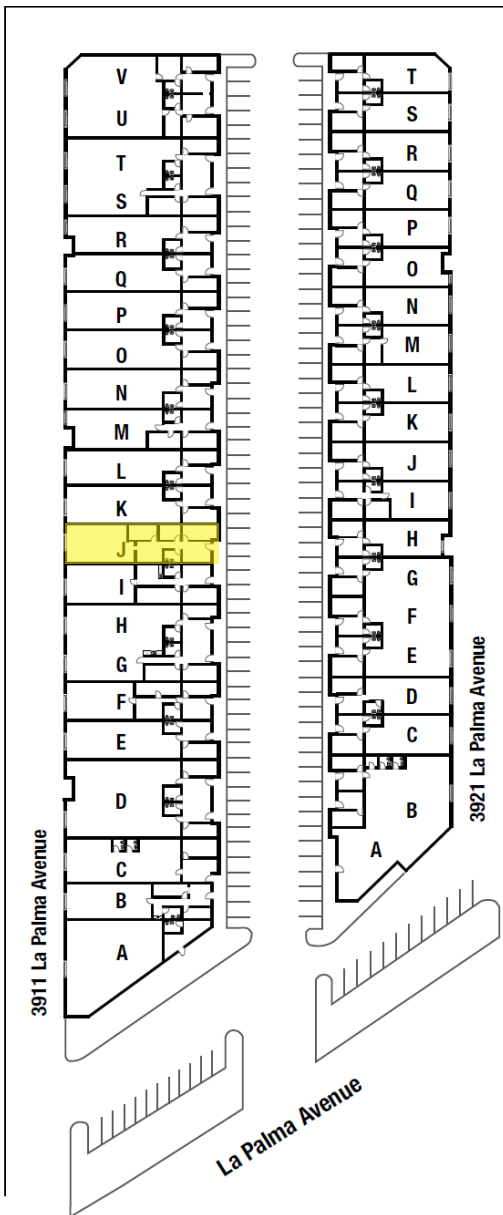 V
U
T
S
R
Q
P
O
N
M
L
K
J
I
H
G
F
E
D
C
B
A
3911 La Palma Avenue
T
S
R
Q
P
O
N
M
L
K
J
I
H
G
F
E
D
C
B
A
3921 La Palma Avenue
La Palma Avenue